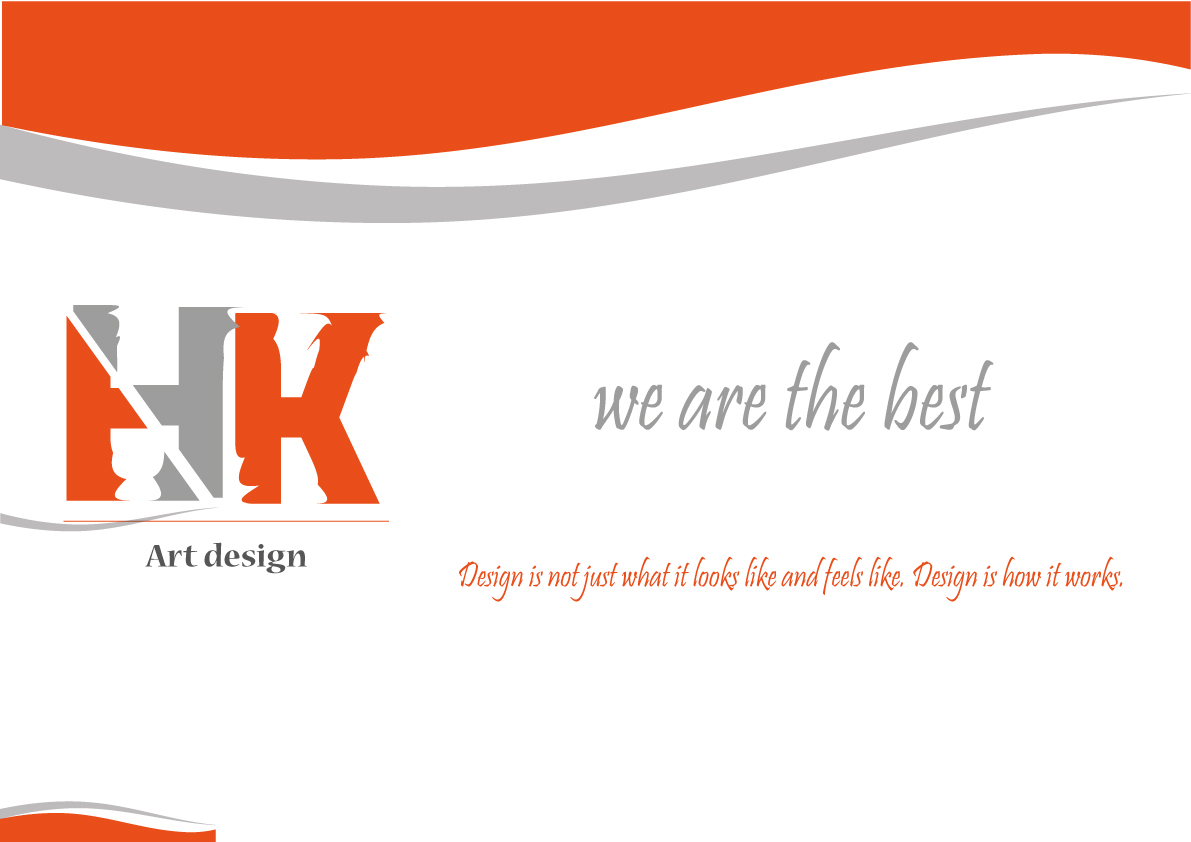 HK
we are the best
Art design
Design is not just what it looks like and feels like. Design is how it works.